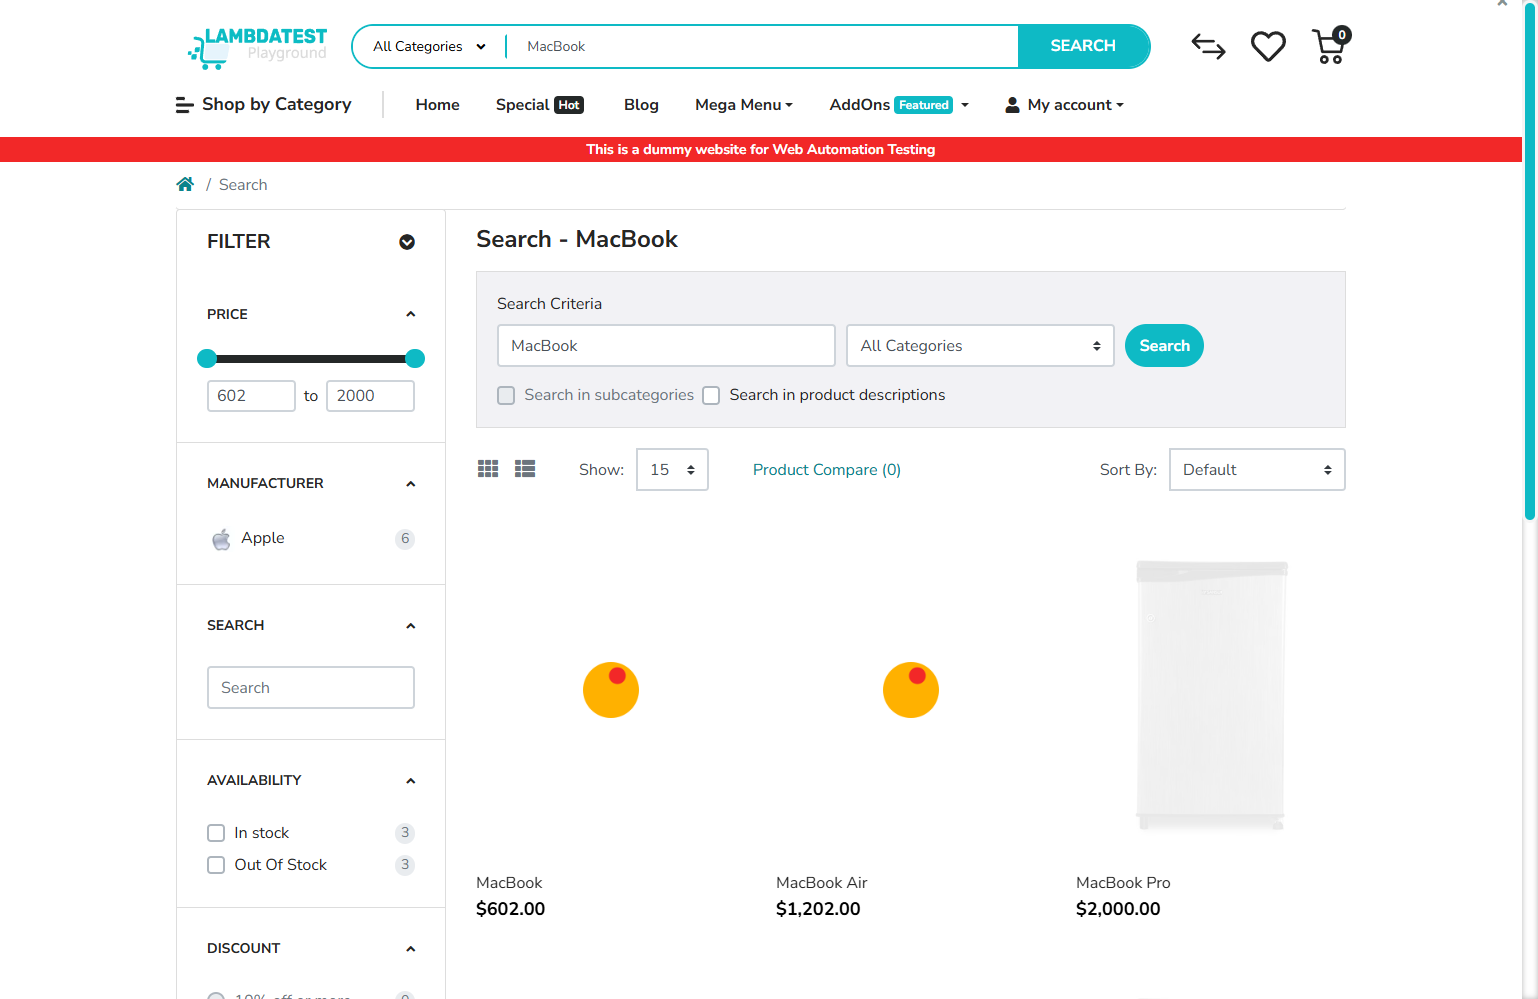 LAMBDATEST
Playground
All Categories
MacBook
SEARCH
0
Shop by Category
Home
Special Hot
Blog
Mega Menu
AddOns Featured
My account
This is a dummy website for Web Automation Testing
/ Search
FILTER
PRICE
602 to 2000
MANUFACTURER
Apple 6
SEARCH
Search
AVAILABILITY
In stock 3
Out Of Stock 3
DISCOUNT
Search - MacBook
Search Criteria
MacBook
All Categories
Search
Search in subcategories
Search in product descriptions
Show: 15
Product Compare (0)
Sort By: Default
MacBook
$602.00
MacBook Air
$1,202.00
MacBook Pro
$2,000.00